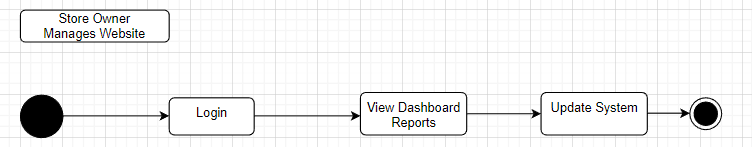 Store Owner
Manages Website
Login
View Dashboard
Reports
Update System